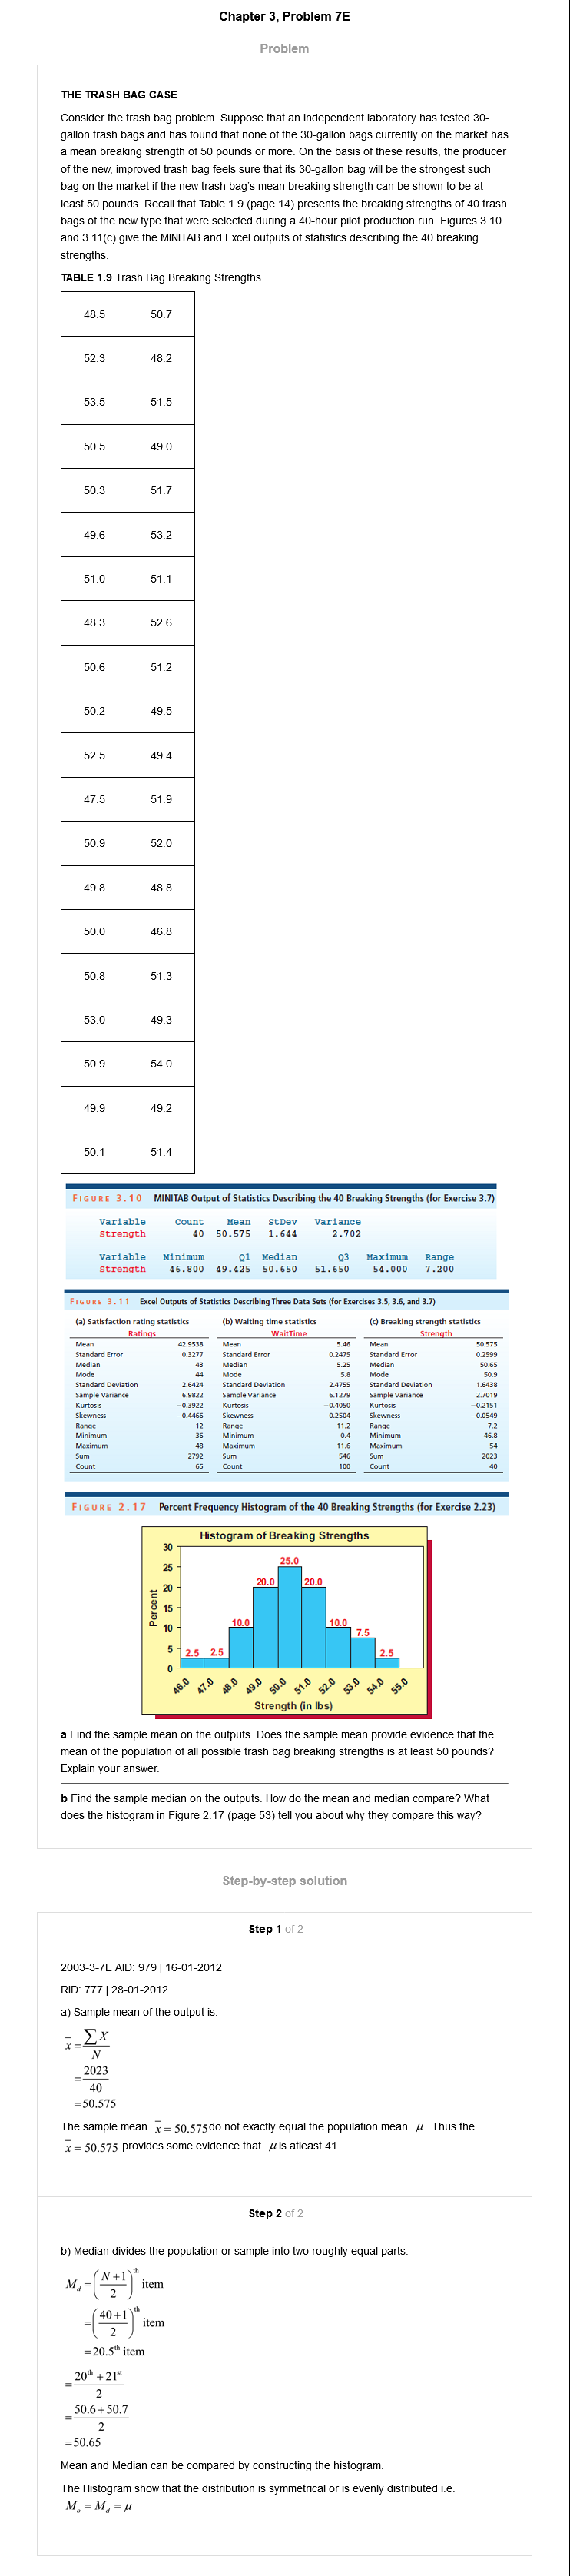 Chapter 3, Problem 7E
Problem
THE TRASH BAG CASE
Consider the trash bag problem. Suppose that an independent laboratory has tested 30-
gallon trash bags and has found that none of the 30-gallon bags currently on the market has
a mean breaking strength of 50 pounds or more. On the basis of these results, the producer
of the new, improved trash bag feels sure that its 30-gallon bag will be the strongest such
bag on the market if the new trash bag's mean breaking strength can be shown to be at
least 50 pounds. Recall that Table 1.9 (page 14) presents the breaking strengths of 40 trash
bags of the new type that were selected during a 40-hour pilot production run. Figures 3.10
and 3.11(c) give the MINITAB and Excel outputs of statistics describing the 40 breaking
strengths.
TABLE 1.9 Trash Bag Breaking Strengths
48.5 50.7
52.3 48.2
53.5 51.5
50.5 49.0
50.3 51.7
49.6 53.2
51.0 51.1
48.3 52.6
50.6 51.2
50.2 49.5
52.5 49.4
47.5 51.9
50.9 52.0
49.8 48.8
50.0 46.8
50.8 51.3
53.0 49.3
50.9 54.0
49.9 49.2
50.1 51.4
FIGURE 3.10 MINITAB Output of Statistics Describing the 40 Breaking Strengths (for Exercise 3.7)
Variable Count Mean StDev Variance
Strength 40 50.575 1.644 2.702
Variable Minimum Q1 Median Q3 Maximum Range
Strength 46.800 49.425 50.650 51.650 54.000 7.200
FIGURE 3.11 Excel Outputs of Statistics Describing Three Data Sets (for Exercises 3.5, 3.6, and 3.7)
(a) Satisfaction rating statistics (b) Waiting time statistics (c) Breaking strength statistics
Ratings WaitTime Strength
Mean 42.9538 Mean 5.46 Mean 50.575
Standard Error 0.3277 Standard Error 0.2475 Standard Error 0.2599
Median 43 Median 5.25 Median 50.65
Mode 44 Mode 5.8 Mode 50.9
Standard Deviation 2.6424 Standard Deviation 2.4755 Standard Deviation 1.6438
Sample Variance 6.9822 Sample Variance 6.1279 Sample Variance 2.7019
Kurtosis −0.3922 Kurtosis −0.4050 Kurtosis −0.2151
Skewness −0.4466 Skewness 0.2504 Skewness −0.0549
Range 12 Range 11.2 Range 7.2
Minimum 36 Minimum 0.4 Minimum 46.8
Maximum 48 Maximum 11.6 Maximum 54
Sum 2792 Sum 546 Sum 2023
Count 65 Count 100 Count 40
FIGURE 2.17 Percent Frequency Histogram of the 40 Breaking Strengths (for Exercise 2.23)
Histogram of Breaking Strengths
Percent
30
25
20
15
10
5
0
2.5 2.5 10.0 20.0 25.0 20.0 10.0 7.5 2.5
46.0 47.0 48.0 49.0 50.0 51.0 52.0 53.0 54.0 55.0
Strength (in lbs)
a Find the sample mean on the outputs. Does the sample mean provide evidence that the
mean of the population of all possible trash bag breaking strengths is at least 50 pounds?
Explain your answer.
b Find the sample median on the outputs. How do the mean and median compare? What
does the histogram in Figure 2.17 (page 53) tell you about why they compare this way?
Step-by-step solution
Step 1 of 2
2003-3-7E AID: 979 | 16-01-2012
RID: 777 | 28-01-2012
a) Sample mean of the output is:
x̄ = ∑X / N
= 2023 / 40
= 50.575
The sample mean x̄ = 50.575 do not exactly equal the population mean μ. Thus the
x̄ = 50.575 provides some evidence that μ is atleast 41.
Step 2 of 2
b) Median divides the population or sample into two roughly equal parts.
M_d = ((N+1) / 2)^th item
= ((40+1) / 2)^th item
= 20.5^th item
= (20^th + 21^st) / 2
= (50.6+50.7) / 2
= 50.65
Mean and Median can be compared by constructing the histogram.
The Histogram show that the distribution is symmetrical or is evenly distributed i.e.
M_o = M_d = μ